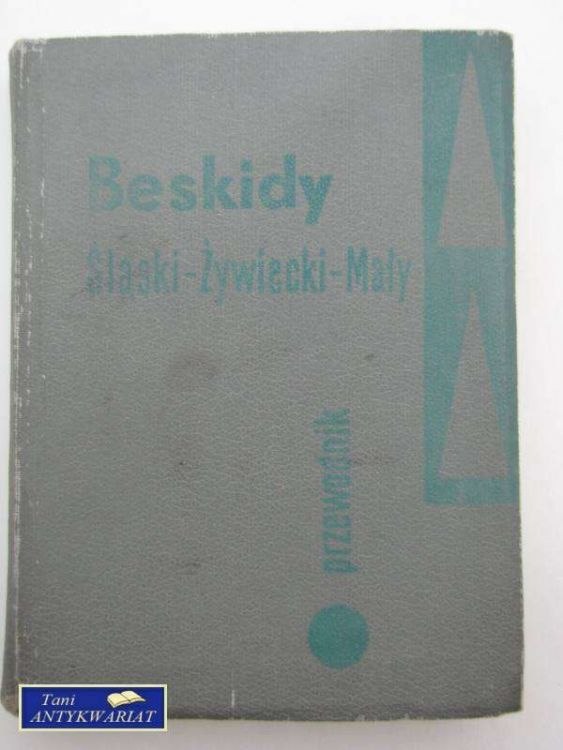 Beskidy
Śląski-Żywiecki-Mały
przewodnik
Tani
ANTYKWARIAT